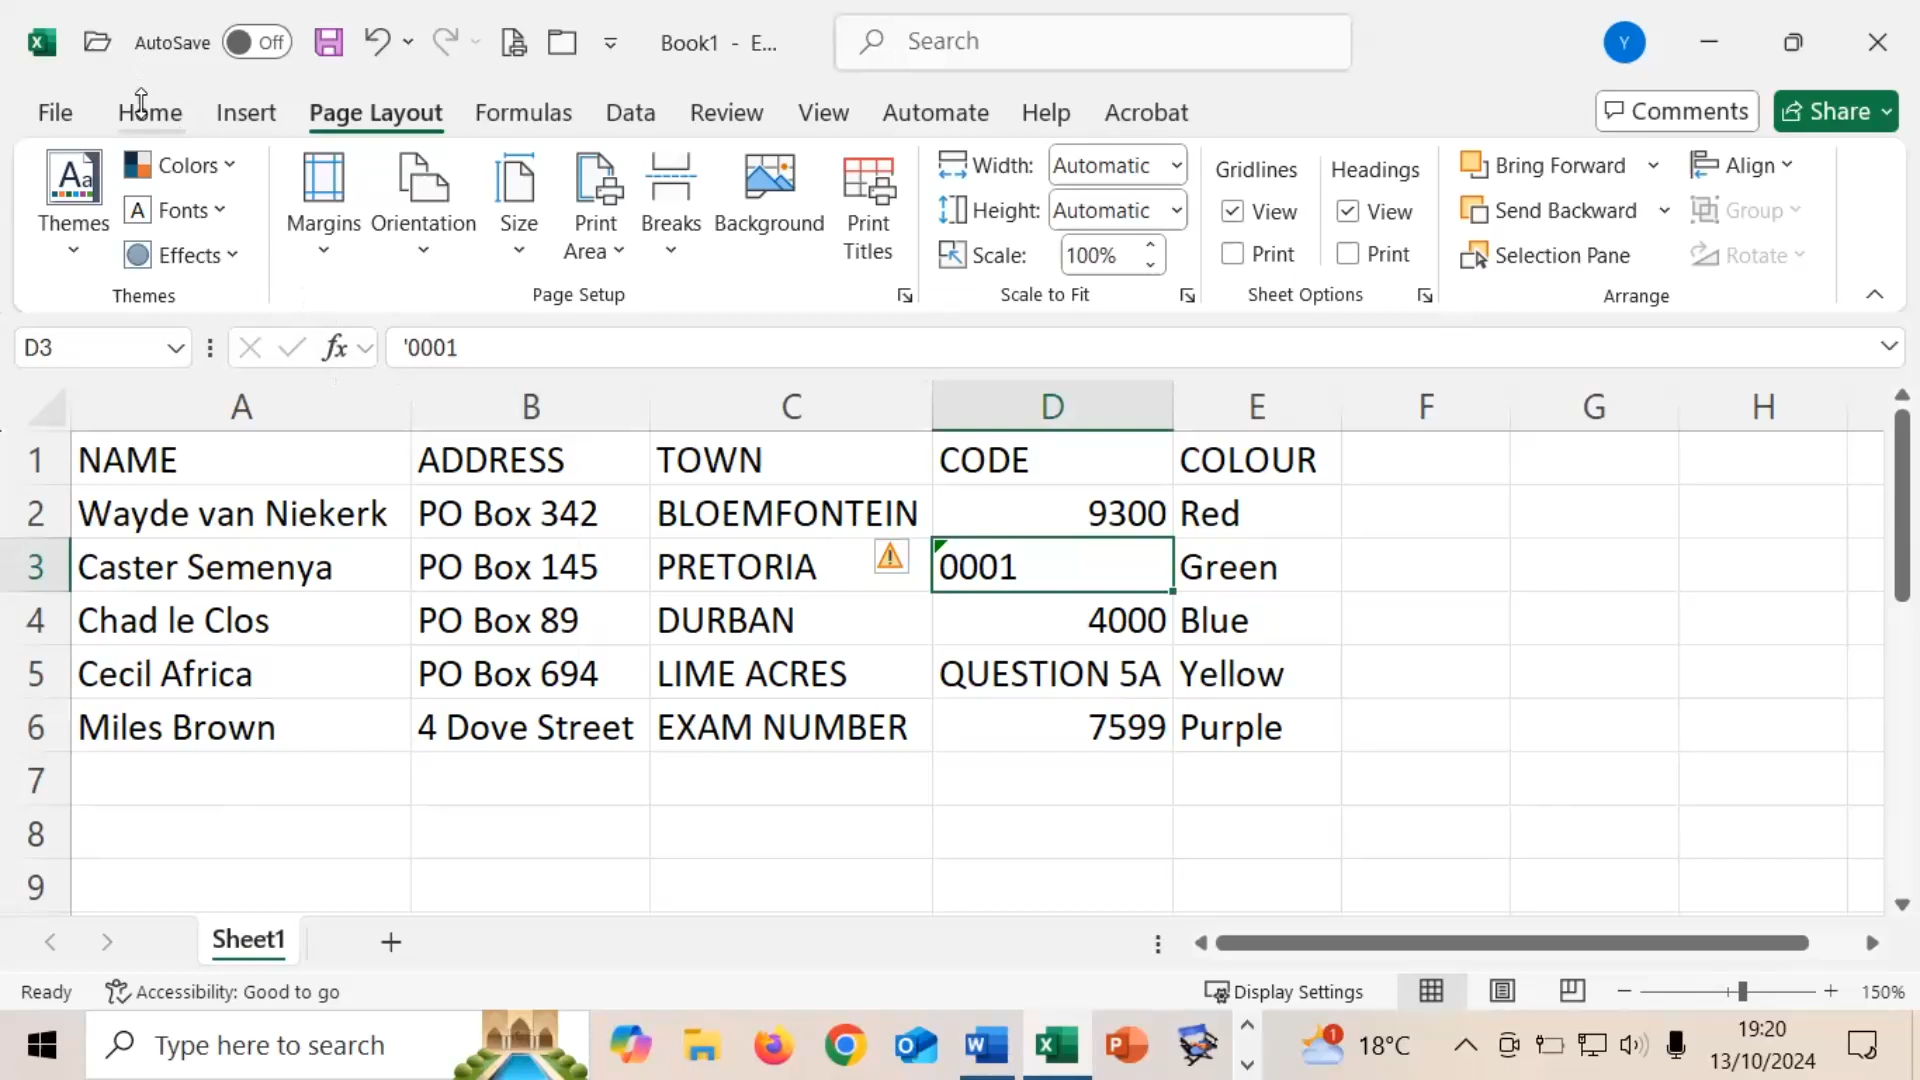 AutoSave Off Book1 - E... Search Y
File Home Insert Page Layout Formulas Data Review View Automate Help Acrobat Comments Share
Themes Colors Fonts Effects Themes
Margins Orientation Size Print Area Breaks Background Print Titles Page Setup
Width: Automatic Height: Automatic Scale: 100% Scale to Fit
Gridlines View Print Headings View Print Sheet Options
Bring Forward Send Backward Selection Pane Align Group Rotate Arrange
D3 fx '0001
A B C D E F G H
1 NAME ADDRESS TOWN CODE COLOUR
2 Wayde van Niekerk PO Box 342 BLOEMFONTEIN 9300 Red
3 Caster Semenya PO Box 145 PRETORIA 0001 Green
4 Chad le Clos PO Box 89 DURBAN 4000 Blue
5 Cecil Africa PO Box 694 LIME ACRES QUESTION 5A Yellow
6 Miles Brown 4 Dove Street EXAM NUMBER 7599 Purple
7
8
9
Sheet1
Ready Accessibility: Good to go Display Settings 150%
Type here to search 1 18°C 19:20
13/10/2024